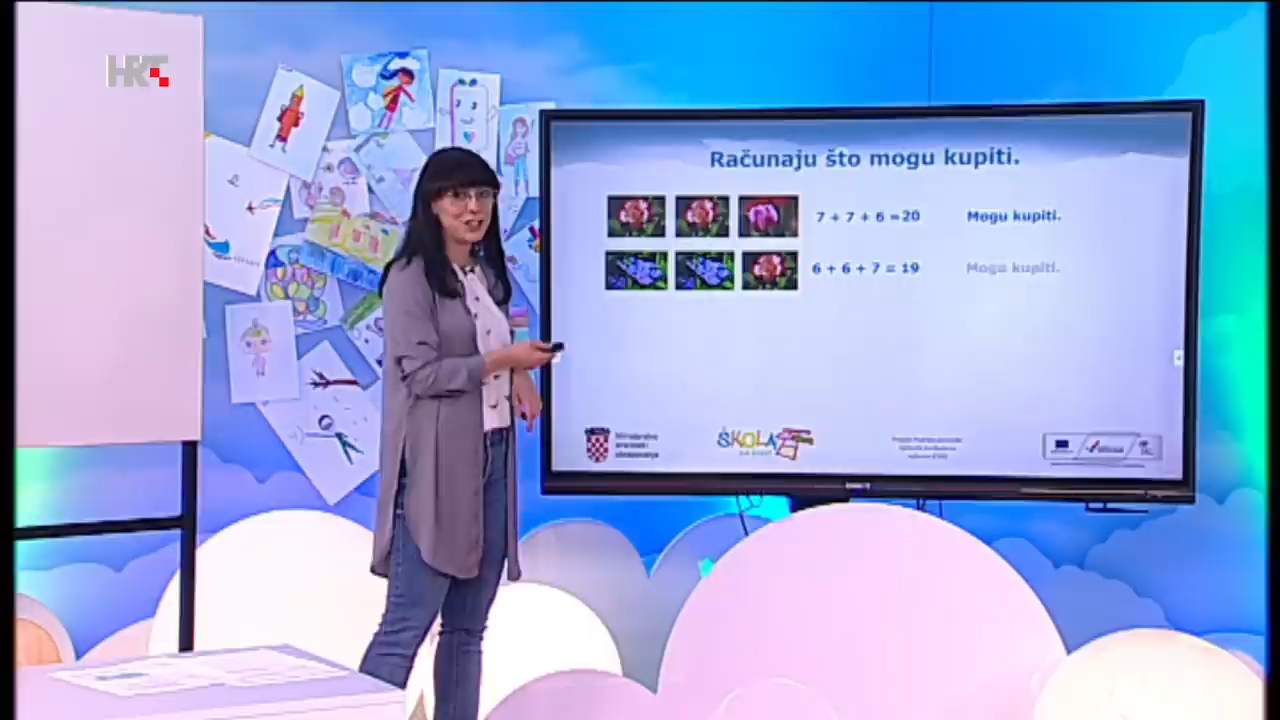 HRT
Računaju što mogu kupiti.
7 + 7 + 6 =20 Mogu kupiti.
6 + 6 + 7 = 19 Mogu kupiti.
ŠKOLA